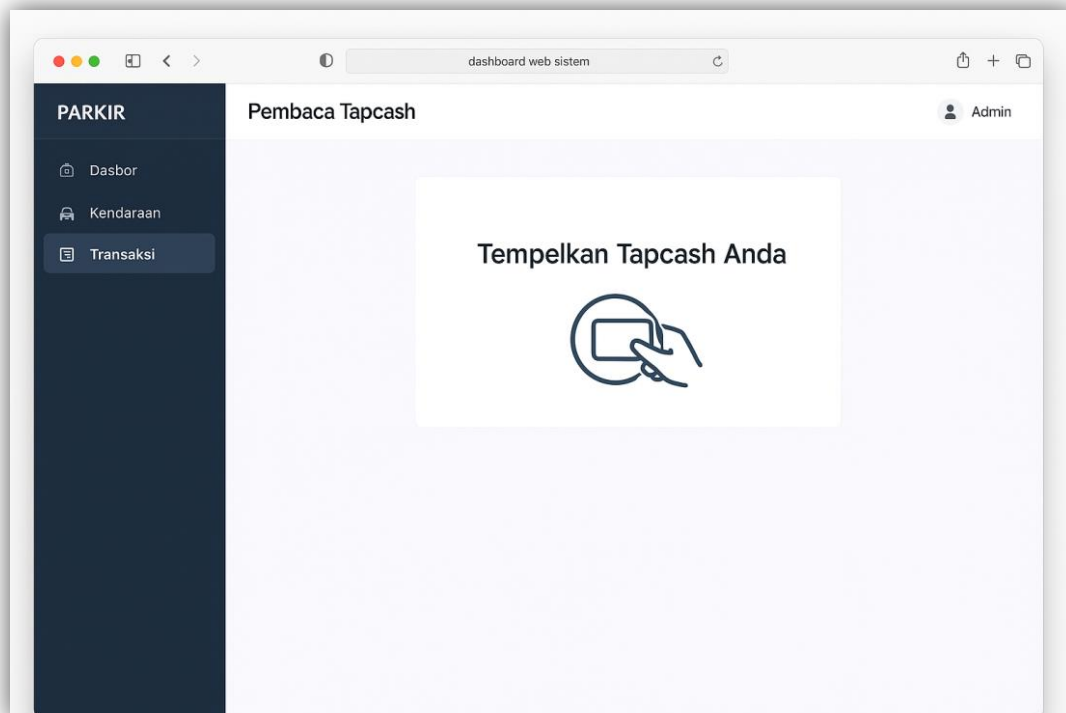 dashboard web sistem
PARKIR
Pembaca Tapcash
Admin
Dasbor
Kendaraan
Transaksi
Tempelkan Tapcash Anda